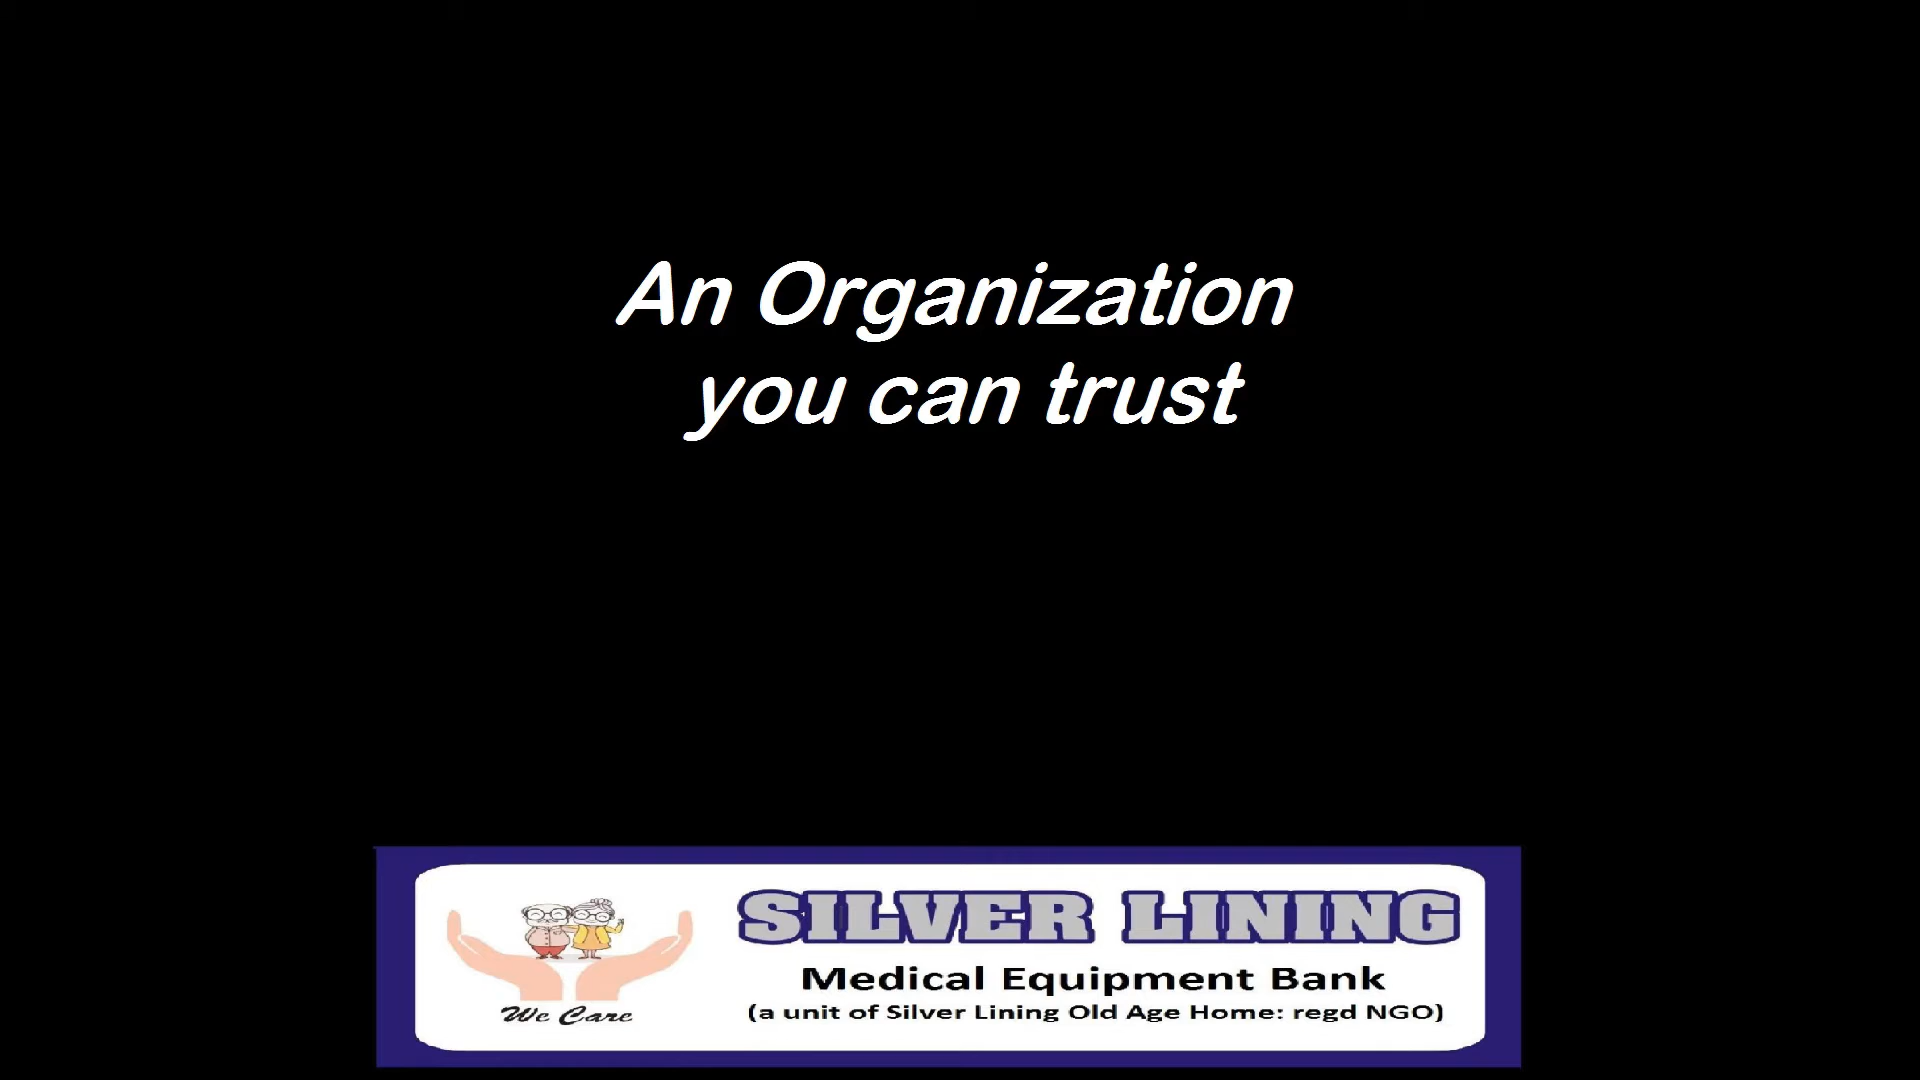 An Organization
you can trust
SILVER LINING
Medical Equipment Bank
(a unit of Silver Lining Old Age Home: regd NGO)
We Care